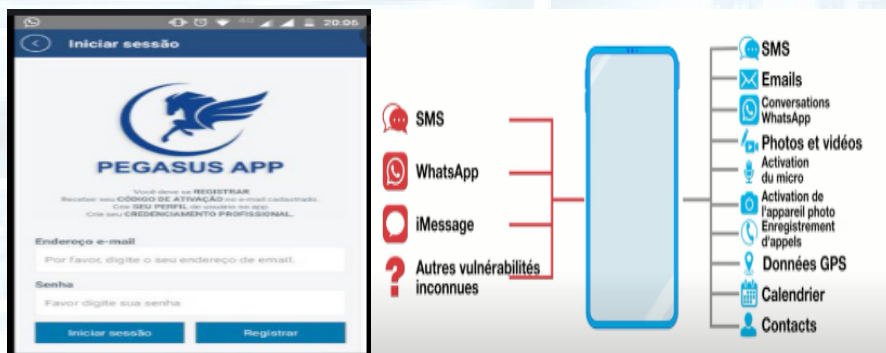 20:06
Iniciar sessão
PEGASUS APP
Você deve se REGISTRAR
Receber seu CÓDIGO DE ATIVAÇÃO no e-mail cadastrado.
Crie SEU PERFIL de usuário no app
Crie seu CREDENCIAMENTO PROFISSIONAL.
Endereço e-mail
Por favor, digite o seu endereço de email.
Senha
Favor digite sua senha
Iniciar sessão
Registrar
SMS
WhatsApp
iMessage
?
Autres vulnérabilités
inconnues
SMS
Emails
Conversations
WhatsApp
Photos et vidéos
Activation
du micro
Activation de
l'appareil photo
Enregistrement
d'appels
Données GPS
Calendrier
Contacts